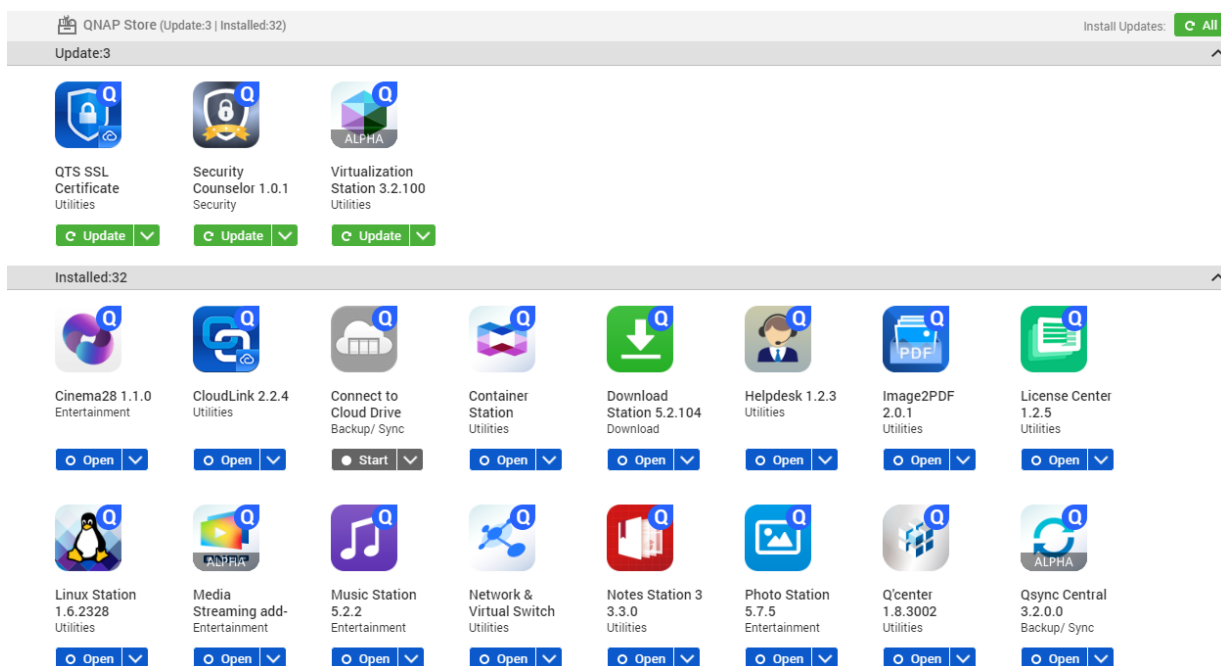 QNAP Store (Update:3 | Installed:32)
Install Updates:
All
Update:3
Q
Q
Q
ALPHA
QTS SSL
Certificate
Utilities
Security
Counselor 1.0.1
Security
Virtualization
Station 3.2.100
Utilities
Update
Update
Update
Installed:32
Q
Q
Q
Q
Q
Q
Q
PDF
Q
Cinema28 1.1.0
Entertainment
CloudLink 2.2.4
Utilities
Connect to
Cloud Drive
Backup/ Sync
Container
Station
Utilities
Download
Station 5.2.104
Download
Helpdesk 1.2.3
Utilities
Image2PDF
2.0.1
Utilities
License Center
1.2.5
Utilities
Open
Open
Start
Open
Open
Open
Open
Open
Q
Q
ALPHA
Q
Q
Q
Q
Q
Q
ALPHA
Linux Station
1.6.2328
Utilities
Media
Streaming add-
Entertainment
Music Station
5.2.2
Entertainment
Network &
Virtual Switch
Utilities
Notes Station 3
3.3.0
Utilities
Photo Station
5.7.5
Entertainment
Q'center
1.8.3002
Utilities
Qsync Central
3.2.0.0
Backup/ Sync
Open
Open
Open
Open
Open
Open
Open
Open